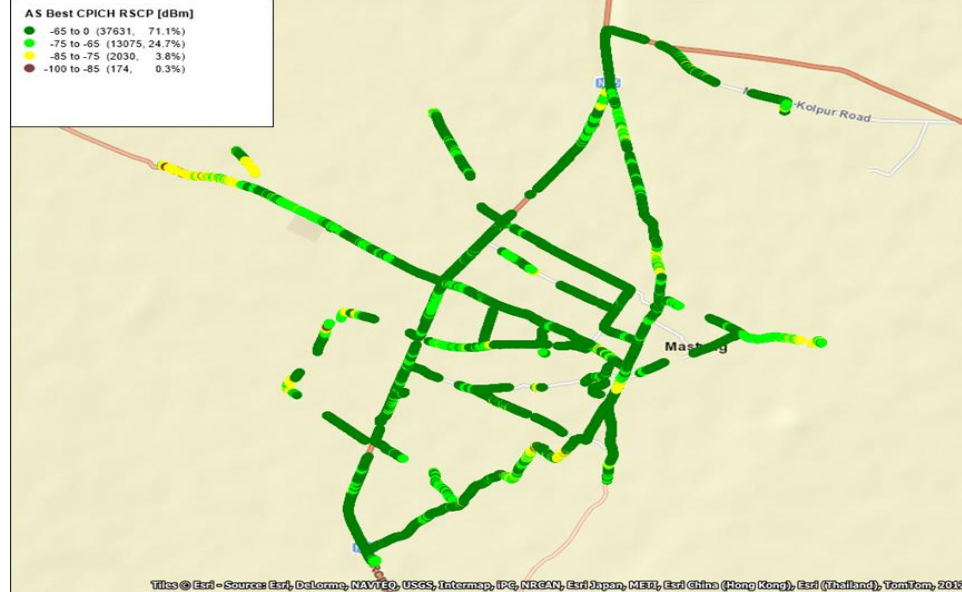 AS Best CPICH RSCP [dBm]
-65 to 0 (37631, 71.1%)
-75 to -65 (13075, 24.7%)
-85 to -75 (2030, 3.8%)
-100 to -85 (174, 0.3%)
-Kolpur Road
Tiles © Esri - Source: Esri, DeLorme, NAVTEQ, USGS, Intermap, iPC, NRCAN, Esri Japan, METI, Esri China (Hong Kong), Esri (Thailand), TomTom, 201